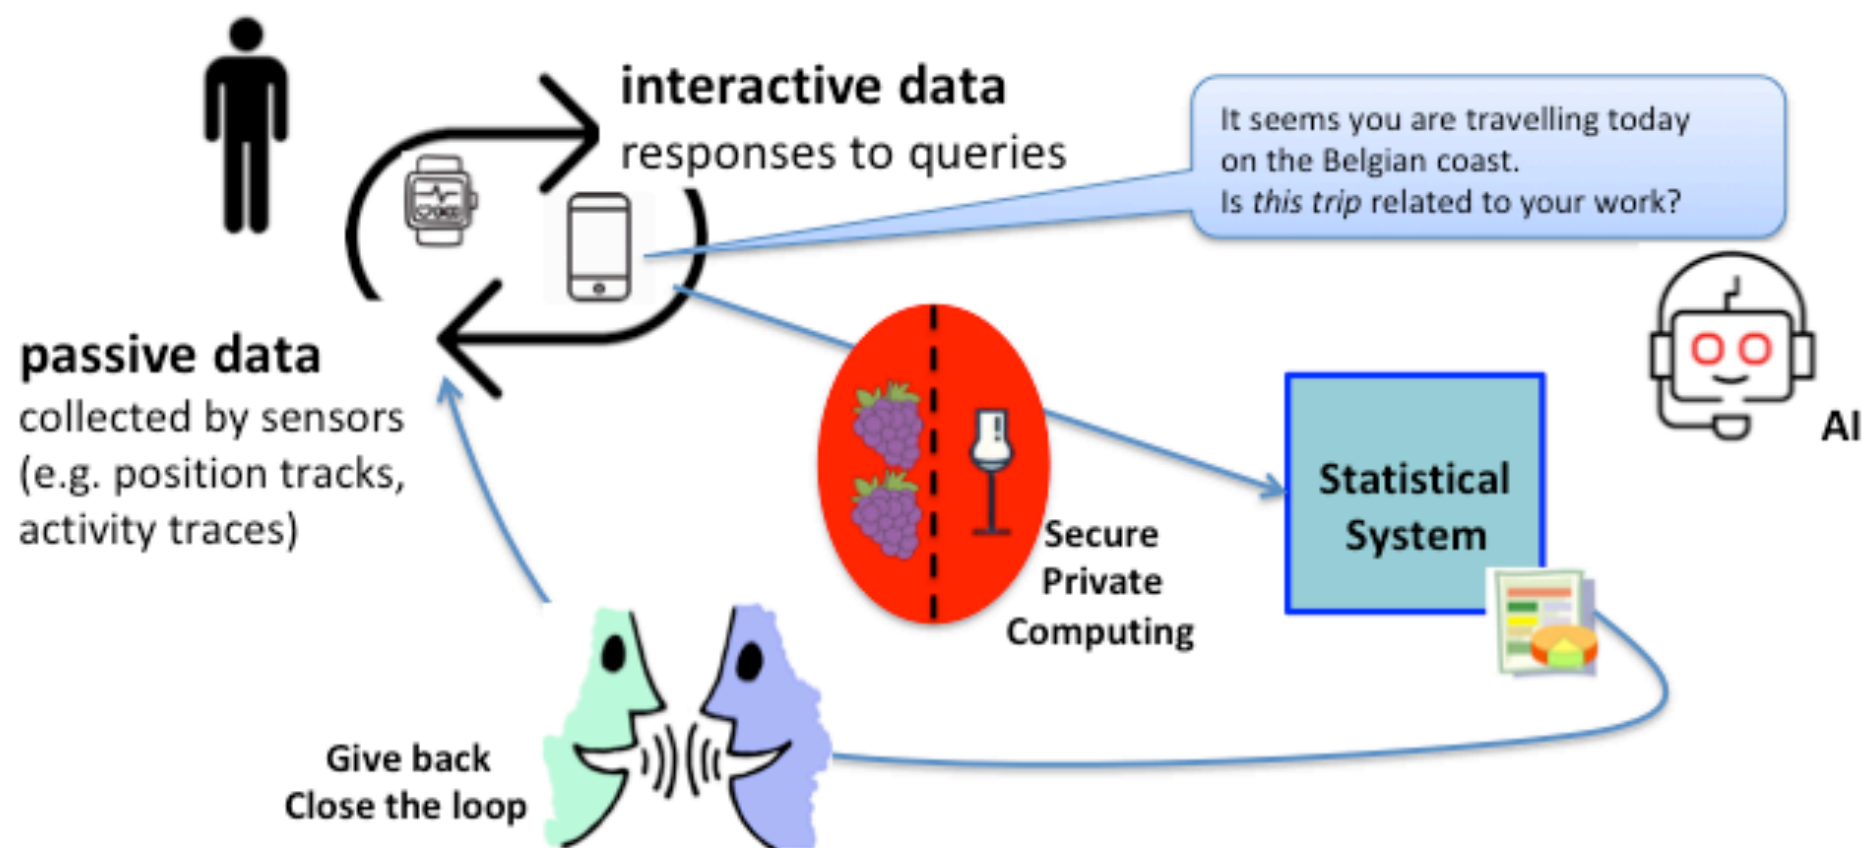 interactive data
responses to queries
It seems you are travelling today
on the Belgian coast.
Is this trip related to your work?
passive data
collected by sensors
(e.g. position tracks,
activity traces)
AI
Statistical
System
Secure
Private
Computing
Give back
Close the loop